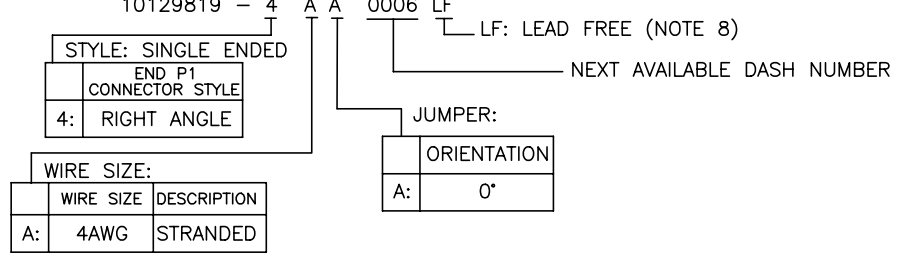 10129819 - 4 A A 0006 LF
LF: LEAD FREE (NOTE 8)
STYLE: SINGLE ENDED
NEXT AVAILABLE DASH NUMBER
END P1
CONNECTOR STYLE
4: RIGHT ANGLE
JUMPER:
ORIENTATION
A: 0°
WIRE SIZE:
WIRE SIZE DESCRIPTION
A: 4AWG STRANDED